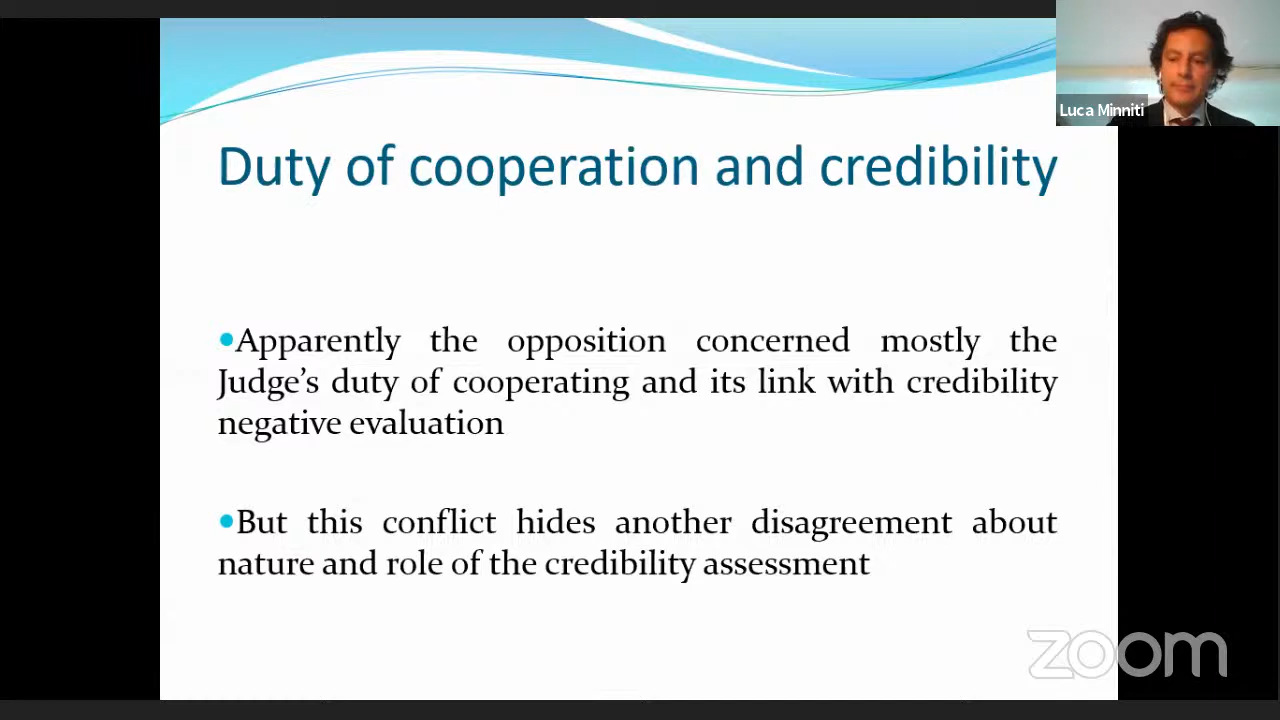 Luca Minniti
Duty of cooperation and credibility
•Apparently the opposition concerned mostly the
Judge's duty of cooperating and its link with credibility
negative evaluation
•But this conflict hides another disagreement about
nature and role of the credibility assessment
zoom